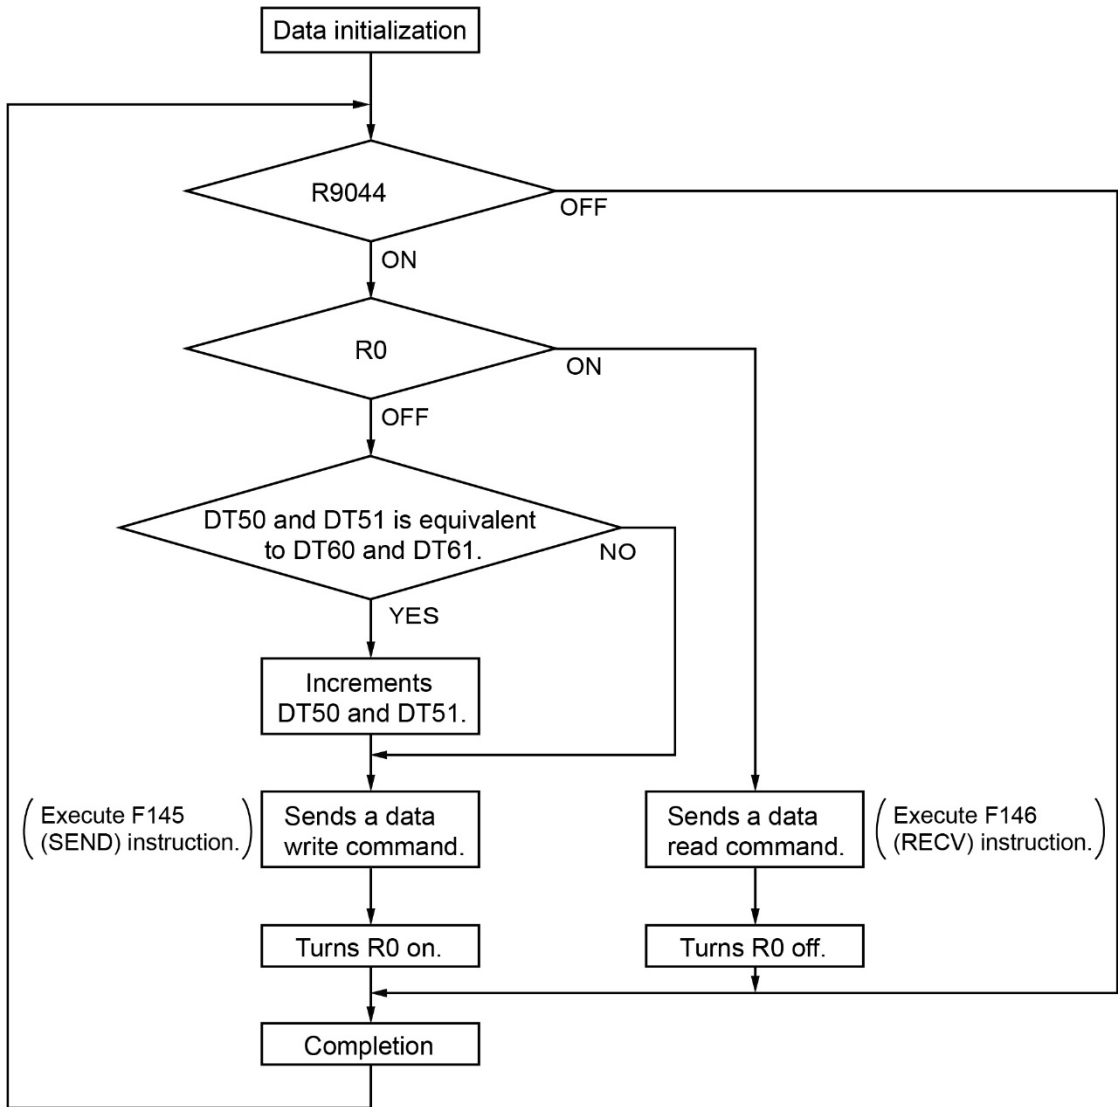 Data initialization
R9044
OFF
ON
R0
ON
OFF
DT50 and DT51 is equivalent
to DT60 and DT61.
NO
YES
Increments
DT50 and DT51.
(Execute F145
(SEND) instruction.)
Sends a data
write command.
Sends a data
read command.
(Execute F146
(RECV) instruction.)
Turns R0 on.
Turns R0 off.
Completion